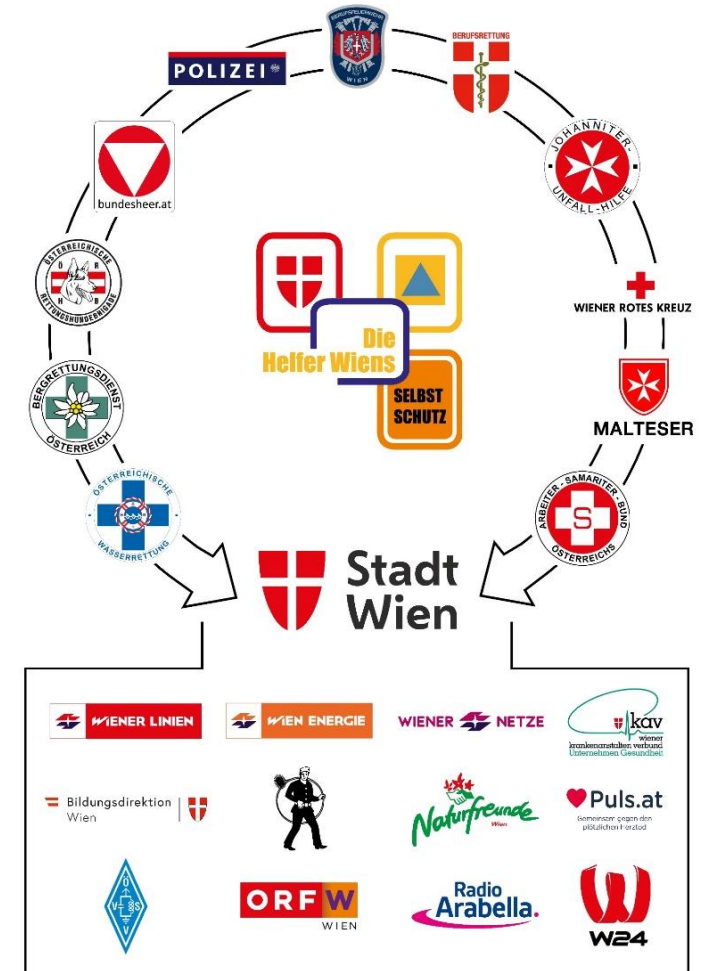 BERUFSFEUERWEHR
WIEN
BERUFSRETTUNG
POLIZEI
JOHANNITER-
UNFALL-HILFE
bundesheer.at
ÖSTERREICHISCHE
Ö R
H B
RETTUNGSHUNDEBRIGADE
WIENER ROTES KREUZ
Die
Helfer Wiens
SELBST
SCHUTZ
BERGRETTUNGSDIENST
ÖSTERREICH
MALTESER
ÖSTERREICHISCHE
WASSERRETTUNG
ARBEITER-SAMARITER-BUND
S
ÖSTERREICHS
Stadt
Wien
WIENER LINIEN
WIEN ENERGIE
WIENER NETZE
kav
wiener
krankenanstalten verbund
Unternehmen Gesundheit
Bildungsdirektion
Wien
Naturfreunde
Wien
Puls.at
Gemeinsam gegen den
plötzlichen Herztod
Ö
V S
V
ORF W
WIEN
Radio
Arabella.
W24